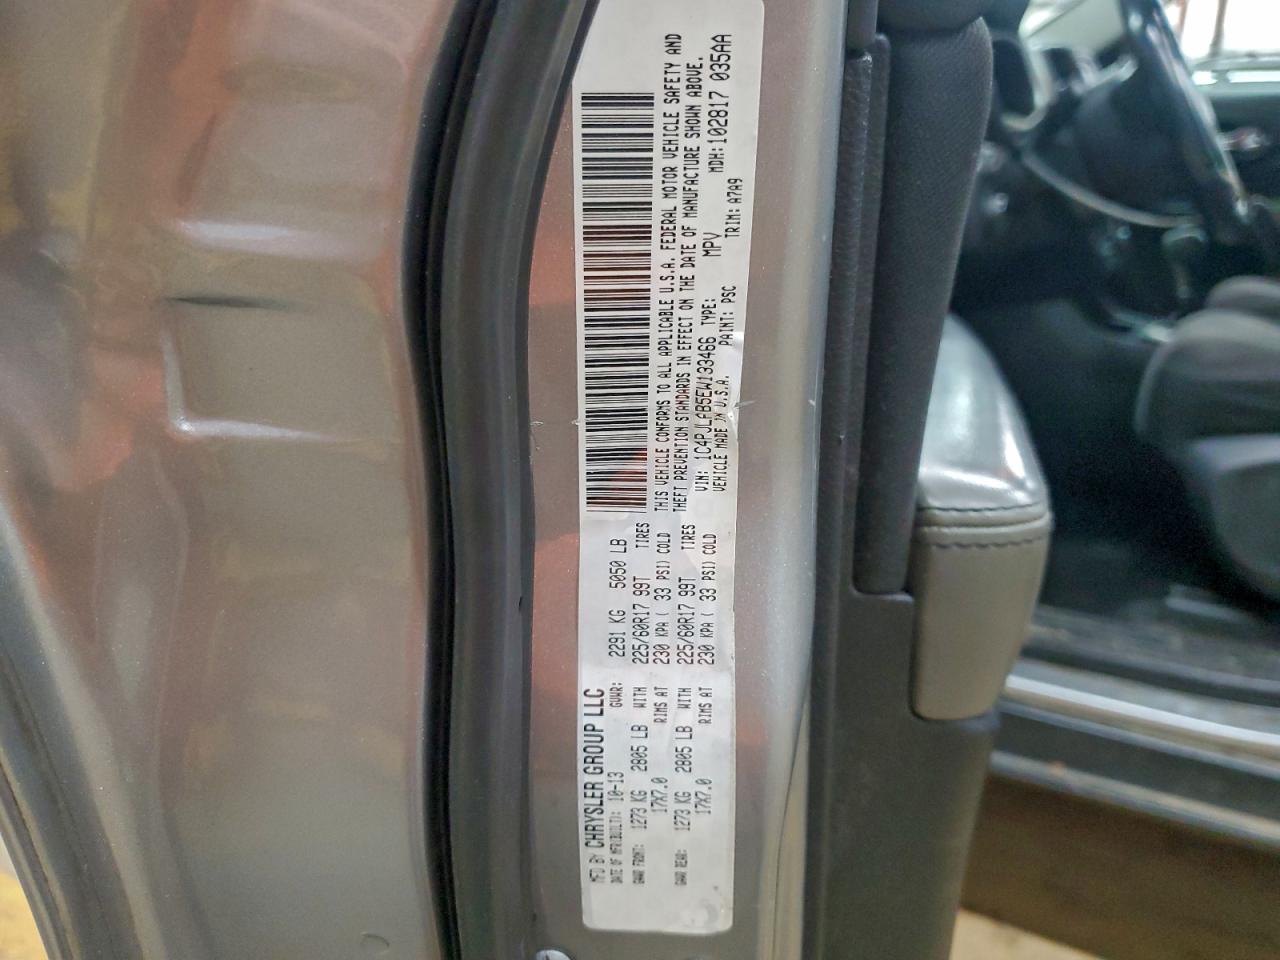 MFD BY CHRYSLER GROUP LLC
DATE OF MFR(BUILT): 10-13 GVWR: 2291 KG 5050 LB
GAWR FRONT: 1273 KG 2805 LB WITH 225/60R17 99T TIRES
17X7.0 RIMS AT 230 KPA ( 33 PSI) COLD
GAWR REAR: 1273 KG 2805 LB WITH 225/60R17 99T TIRES
17X7.0 RIMS AT 230 KPA ( 33 PSI) COLD
THIS VEHICLE CONFORMS TO ALL APPLICABLE U.S.A. FEDERAL MOTOR VEHICLE SAFETY AND
THEFT PREVENTION STANDARDS IN EFFECT ON THE DATE OF MANUFACTURE SHOWN ABOVE.
VIN: 1C4PJLAB5EW133466 TYPE: MPV MDH: 102817 035AA
VEHICLE MADE IN U.S.A. PAINT: PSC TRIM: A7A9